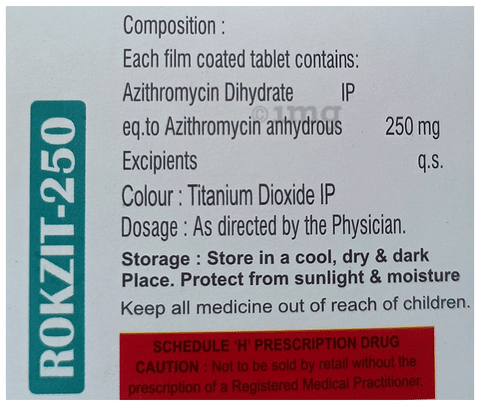 Composition :
Each film coated tablet contains:
Azithromycin Dihydrate IP
©1mg
eq.to Azithromycin anhydrous 250 mg
Excipients q.s.
Colour : Titanium Dioxide IP
Dosage : As directed by the Physician.
Storage : Store in a cool, dry & dark
Place. Protect from sunlight & moisture
Keep all medicine out of reach of children.
SCHEDULE 'H' PRESCRIPTION DRUG
CAUTION : Not to be sold by retail without the
prescription of a Registered Medical Practitioner.
ROKZIT-250